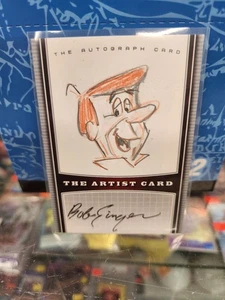 THE AUTOGRAPH CARD
THE ARTIST CARD
Bob Singer